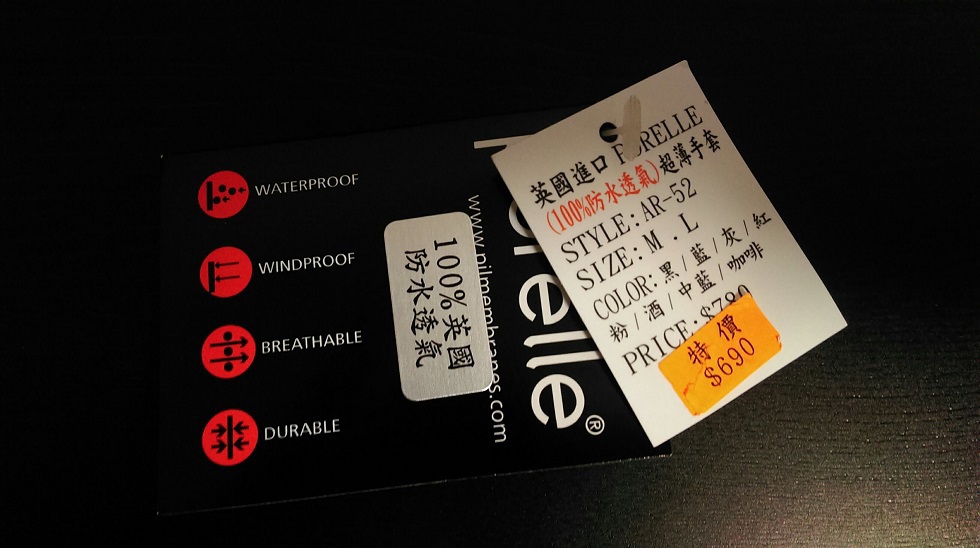 WATERPROOF
WINDPROOF
BREATHABLE
DURABLE
100%英國
防水透氣
orelle®
英國進口 PORELLE
(100%防水透氣)超薄手套
STYLE: AR-52
SIZE: M . L
COLOR: 黑/藍/灰/紅
粉/酒/中藍/咖啡
PRICE: $780
特價
$690